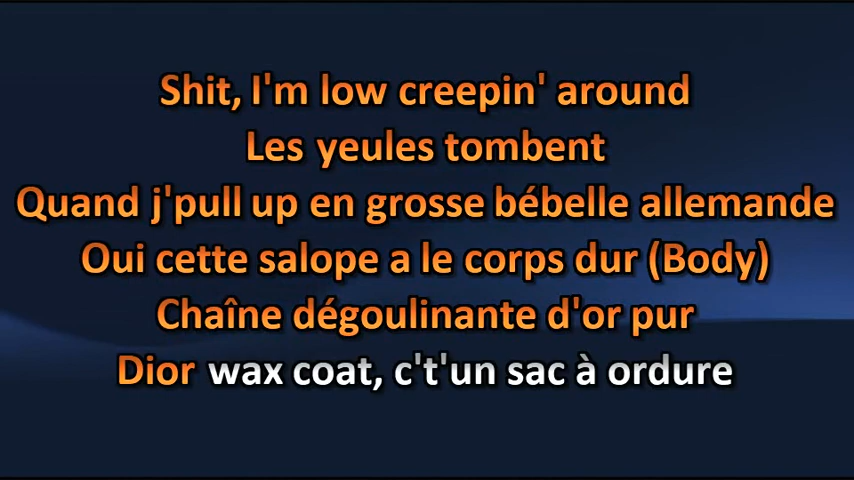 Shit, I'm low creepin' around
Les yeules tombent
Quand j'pull up en grosse bébelle allemande
Oui cette salope a le corps dur (Body)
Chaîne dégoulinante d'or pur
Dior wax coat, c't'un sac à ordure